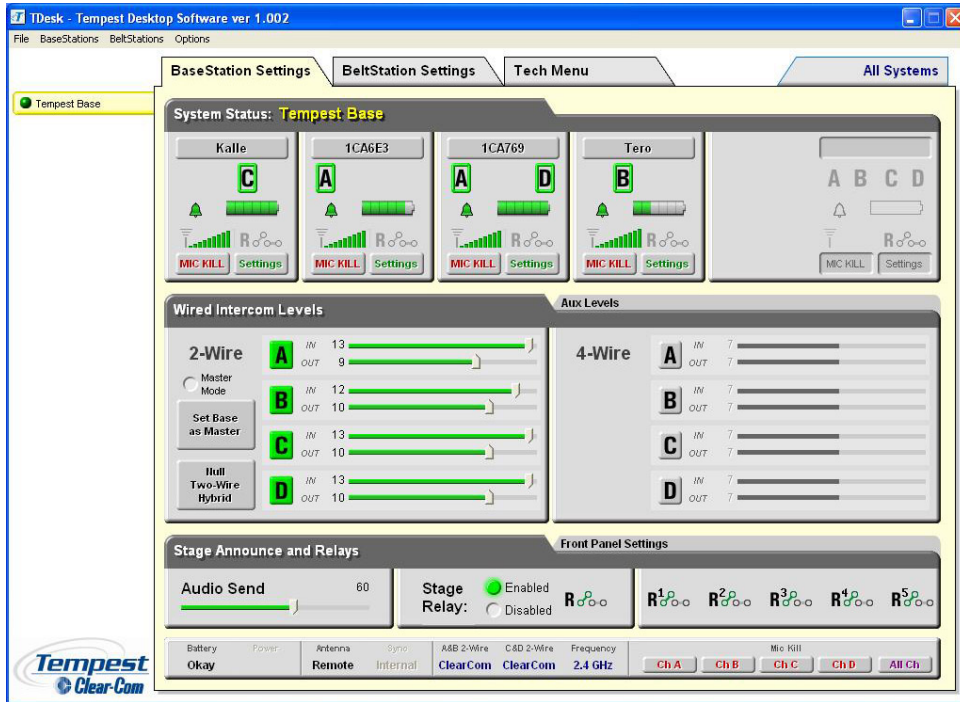 TDesk - Tempest Desktop Software ver 1.002
File BaseStations BeltStations Options
BaseStation Settings BeltStation Settings Tech Menu All Systems
Tempest Base
System Status: Tempest Base
Kalle 1CA6E3 1CA769 Tero
C A A D B A B C D
R R R R R
MIC KILL Settings MIC KILL Settings MIC KILL Settings MIC KILL Settings MIC KILL Settings
Wired Intercom Levels Aux Levels
2-Wire
Master Mode
Set Base as Master
Null Two-Wire Hybrid
A IN 13
OUT 9
B IN 12
OUT 10
C IN 13
OUT 10
D IN 13
OUT 10
4-Wire
A IN 7
OUT 7
B IN 7
OUT 7
C IN 7
OUT 7
D IN 7
OUT 7
Stage Announce and Relays Front Panel Settings
Audio Send 60
Stage Relay: Enabled
Disabled
R R1 R2 R3 R4 R5
Battery Power Antenna Sync A&B 2-Wire C&D 2-Wire Frequency Mic Kill
Okay Remote Internal ClearCom ClearCom 2.4 GHz Ch A Ch B Ch C Ch D All Ch
Tempest
Clear-Com